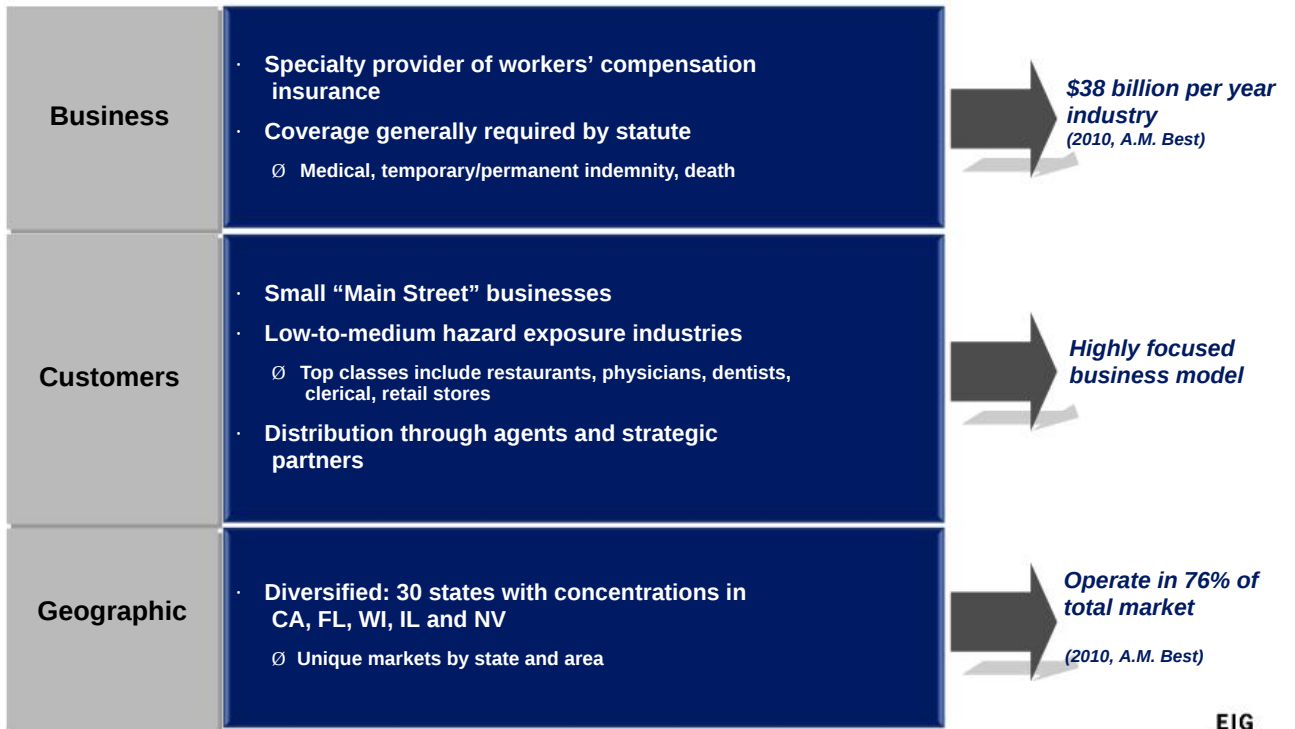 Business
· Specialty provider of workers’ compensation
insurance
· Coverage generally required by statute
Ø Medical, temporary/permanent indemnity, death
$38 billion per year
industry
(2010, A.M. Best)
Customers
· Small “Main Street” businesses
· Low-to-medium hazard exposure industries
Ø Top classes include restaurants, physicians, dentists,
clerical, retail stores
· Distribution through agents and strategic
partners
Highly focused
business model
Geographic
· Diversified: 30 states with concentrations in
CA, FL, WI, IL and NV
Ø Unique markets by state and area
Operate in 76% of
total market
(2010, A.M. Best)
EIG